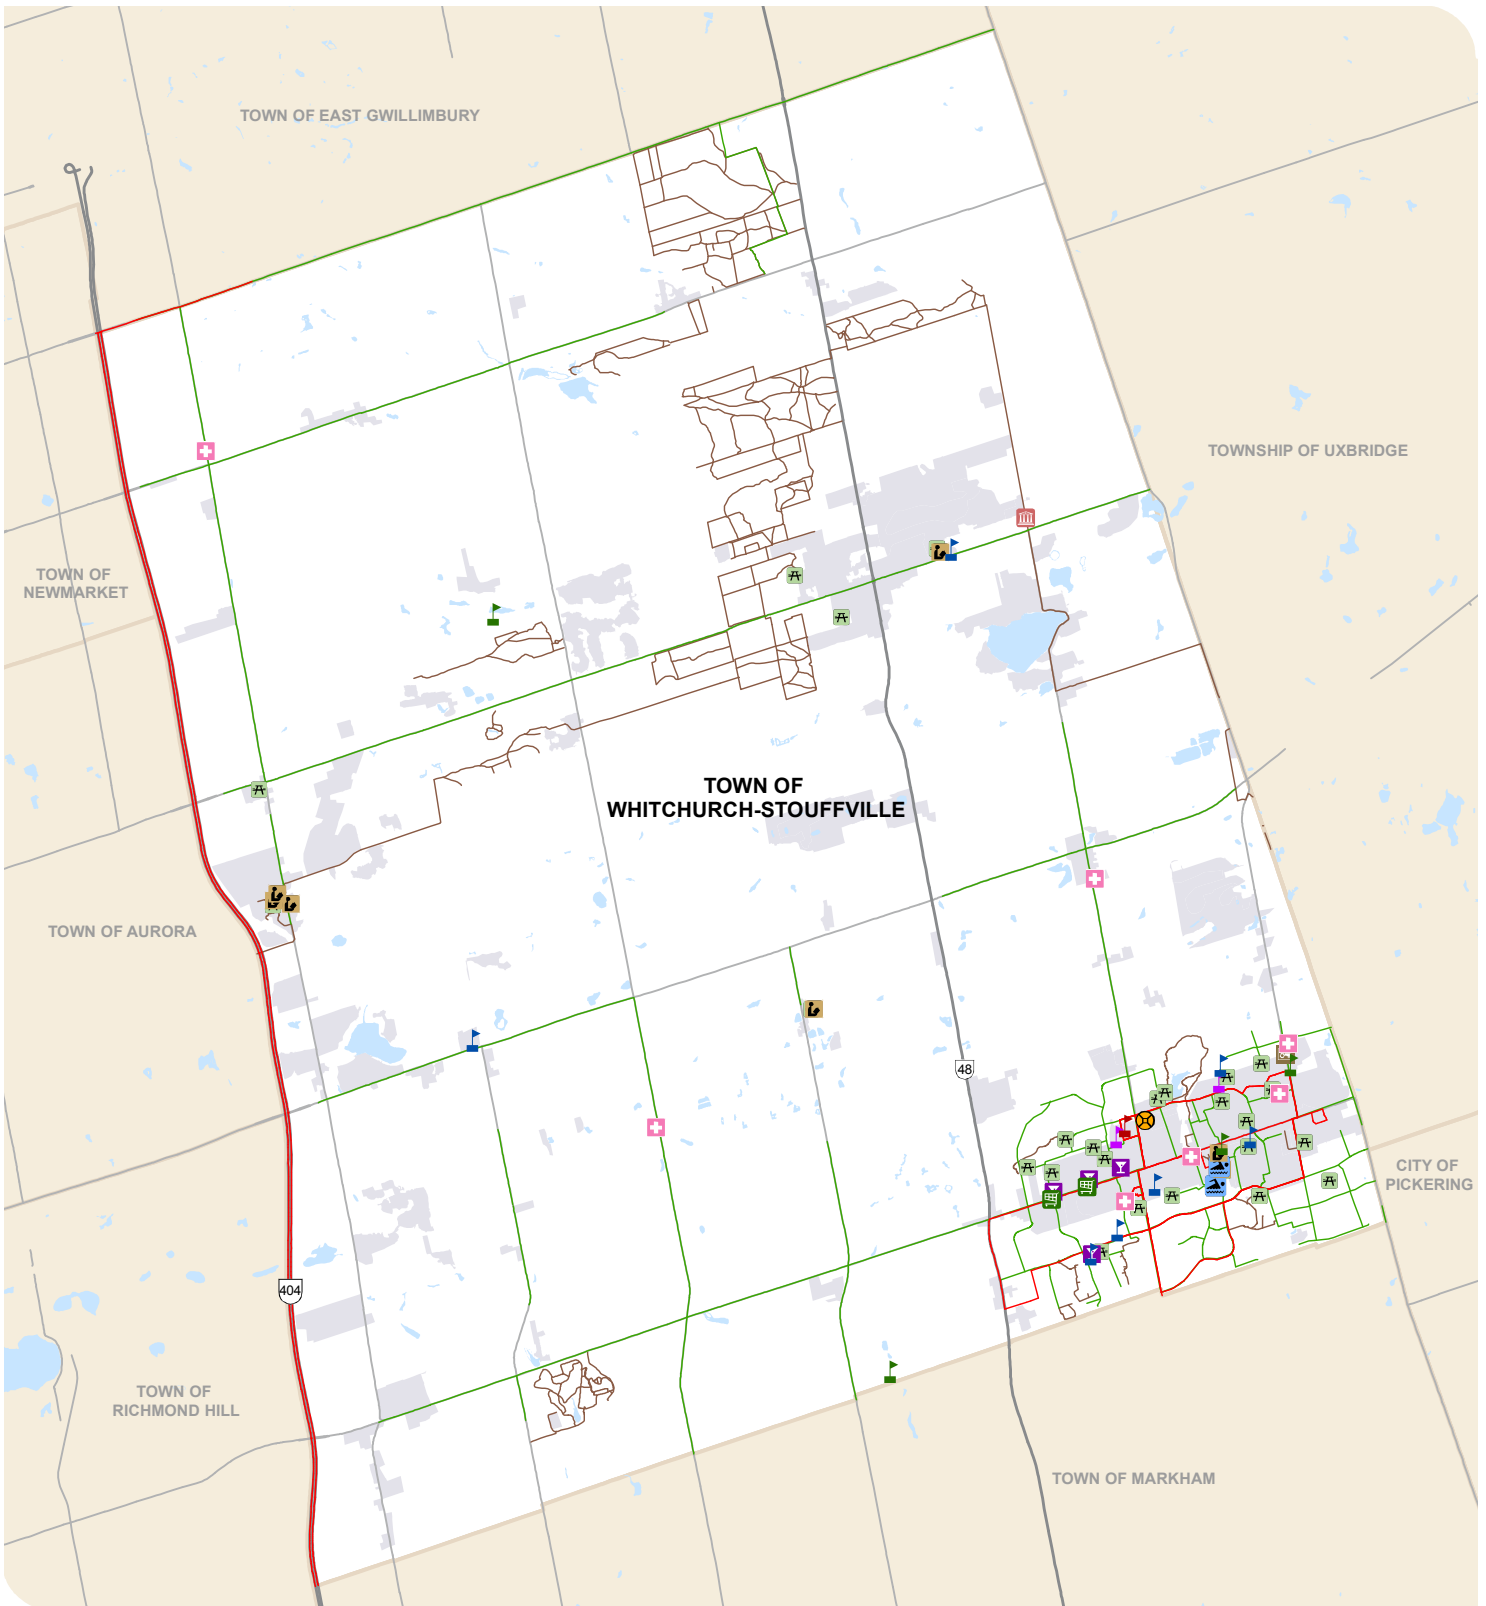 TOWN OF EAST GWILLIMBURY
TOWNSHIP OF UXBRIDGE
TOWN OF
NEWMARKET
TOWN OF
WHITCHURCH-STOUFFVILLE
TOWN OF AURORA
48
CITY OF
PICKERING
404
TOWN OF
RICHMOND HILL
TOWN OF MARKHAM